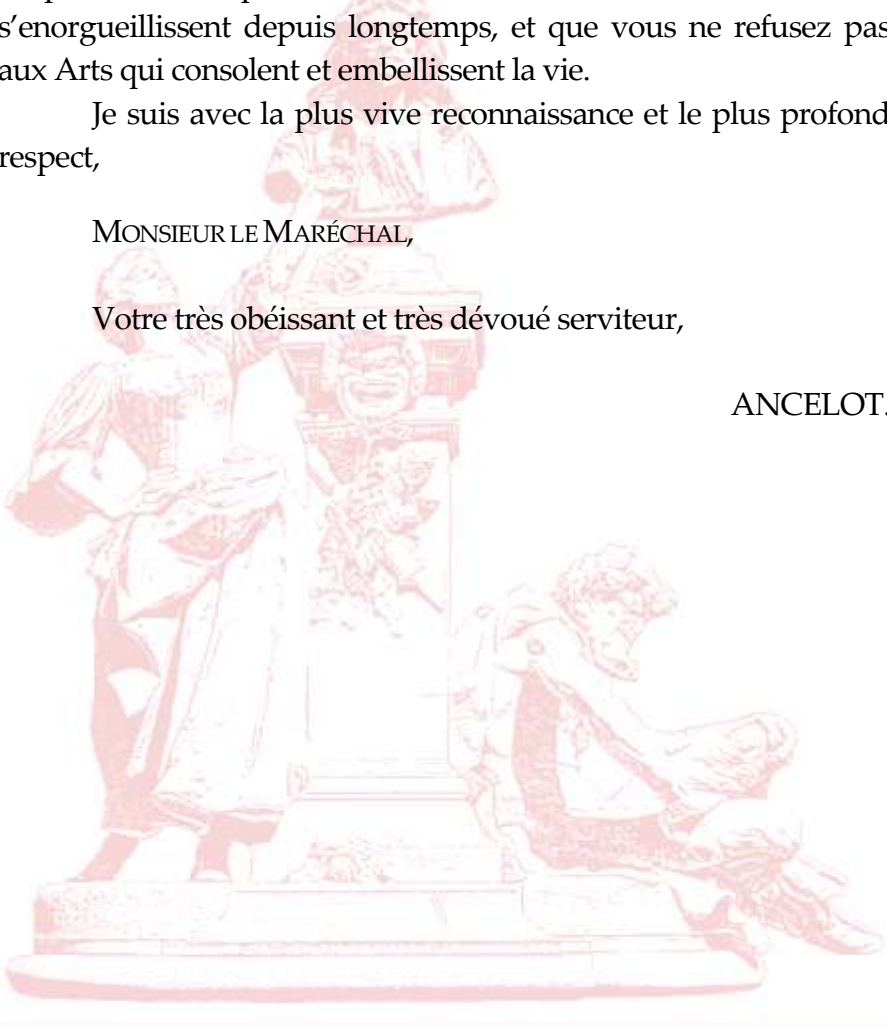 s’enorgueillissent depuis longtemps, et que vous ne refusez pas
aux Arts qui consolent et embellissent la vie.
Je suis avec la plus vive reconnaissance et le plus profond
respect,
MONSIEUR LE MARÉCHAL,
Votre très obéissant et très dévoué serviteur,
ANCELOT.